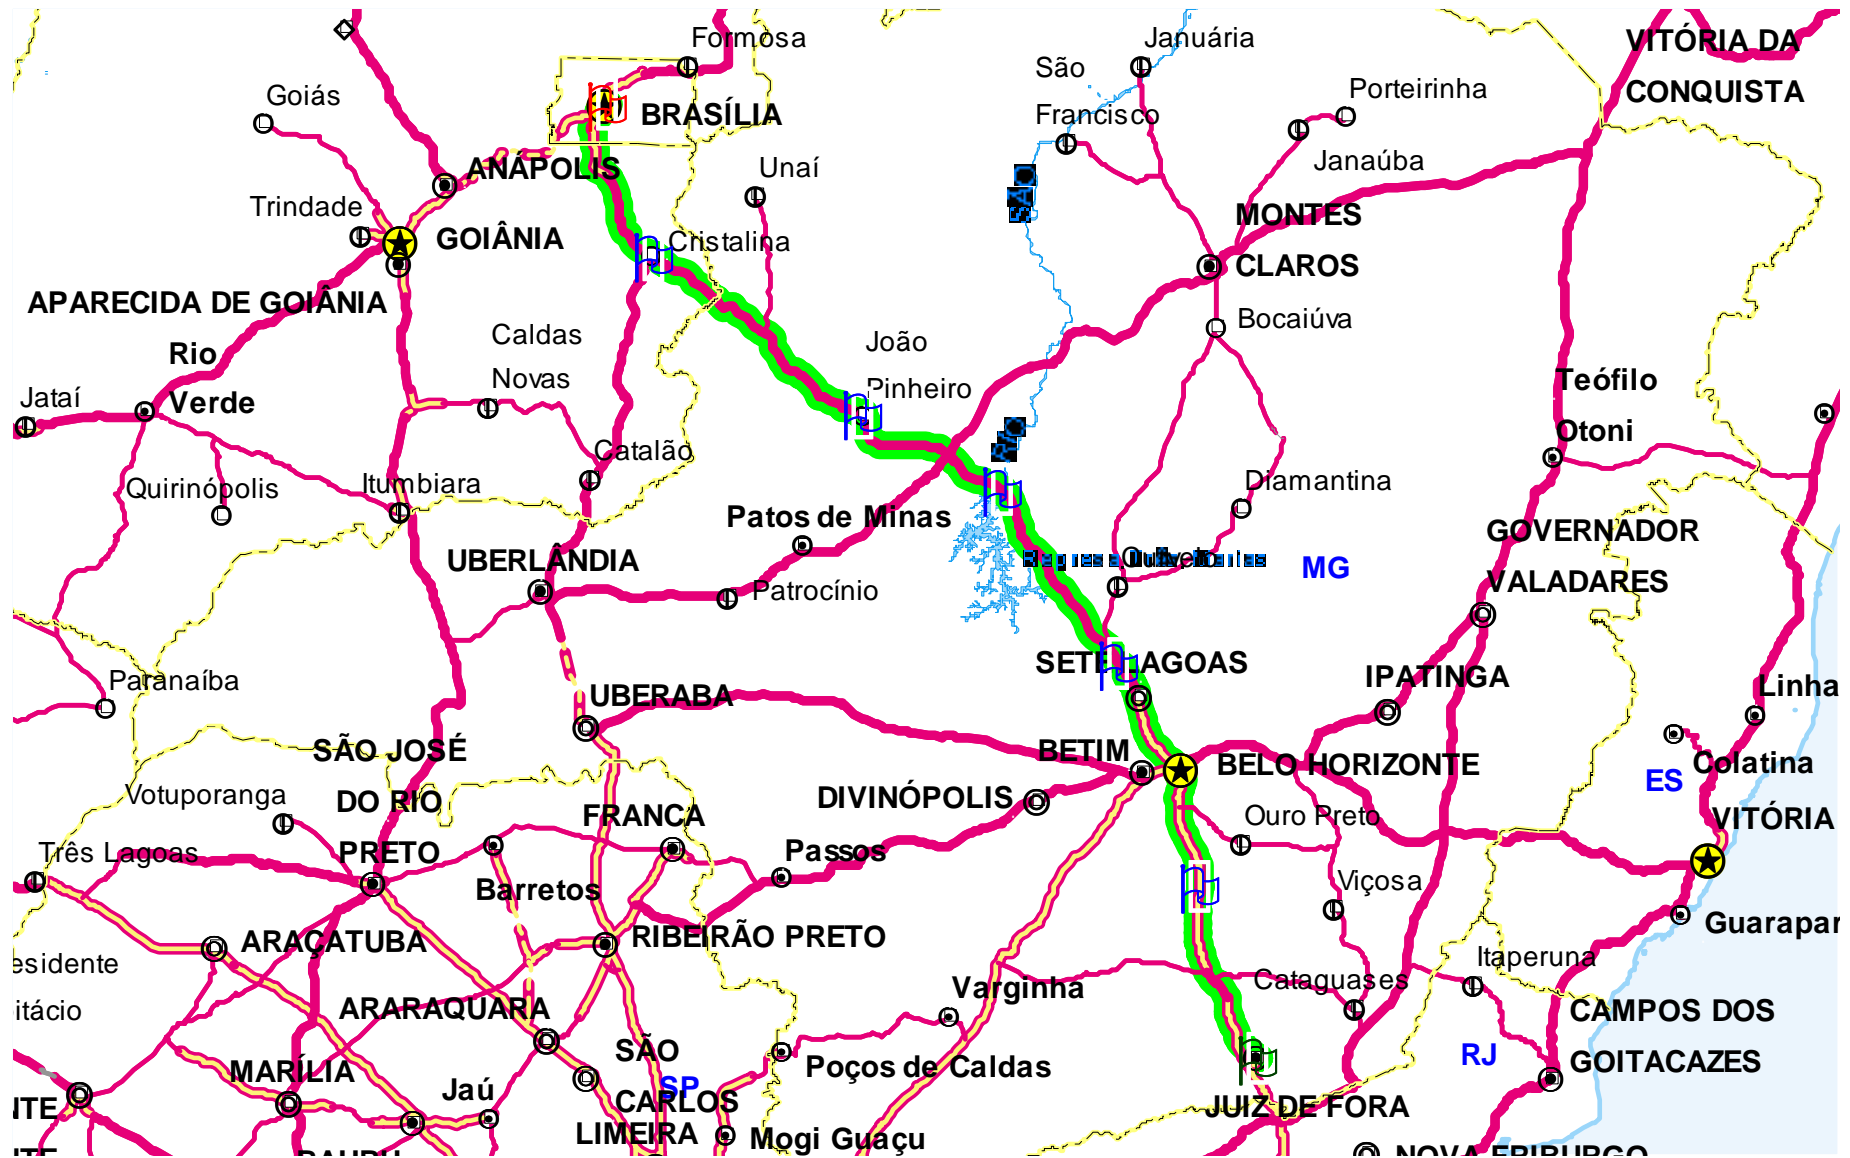 Formosa
Januária
VITÓRIA DA
CONQUISTA
São
Francisco
Goiás
BRASÍLIA
Porteirinha
Janaúba
ANÁPOLIS
Unaí
Trindade
GOIÂNIA
Cristalina
MONTES
CLAROS
APARECIDA DE GOIÂNIA
Bocaiúva
Caldas
Novas
João
Pinheiro
Rio
Verde
Jataí
Teófilo
Otoni
Catalão
Quirinópolis
Itumbiara
Diamantina
Patos de Minas
GOVERNADOR
VALADARES
UBERLÂNDIA
MG
Patrocínio
SETE LAGOAS
IPATINGA
Paranaíba
UBERABA
Linha
SÃO JOSÉ
DO RIO
PRETO
BETIM
BELO HORIZONTE
Colatina
ES
Votuporanga
DIVINÓPOLIS
FRANCA
Ouro Preto
VITÓRIA
Três Lagoas
Passos
Barretos
Viçosa
Guarapar
ARAÇATUBA
RIBEIRÃO PRETO
esidente
itácio
Itaperuna
Cataguases
Varginha
ARARAQUARA
CAMPOS DOS
GOITACAZES
SÃO
CARLOS
RJ
Poços de Caldas
MARÍLIA
SP
Jaú
NTE
JUIZ DE FORA
LIMEIRA
Mogi Guaçu
NTE
BAURU
NOVA FRIBURGO